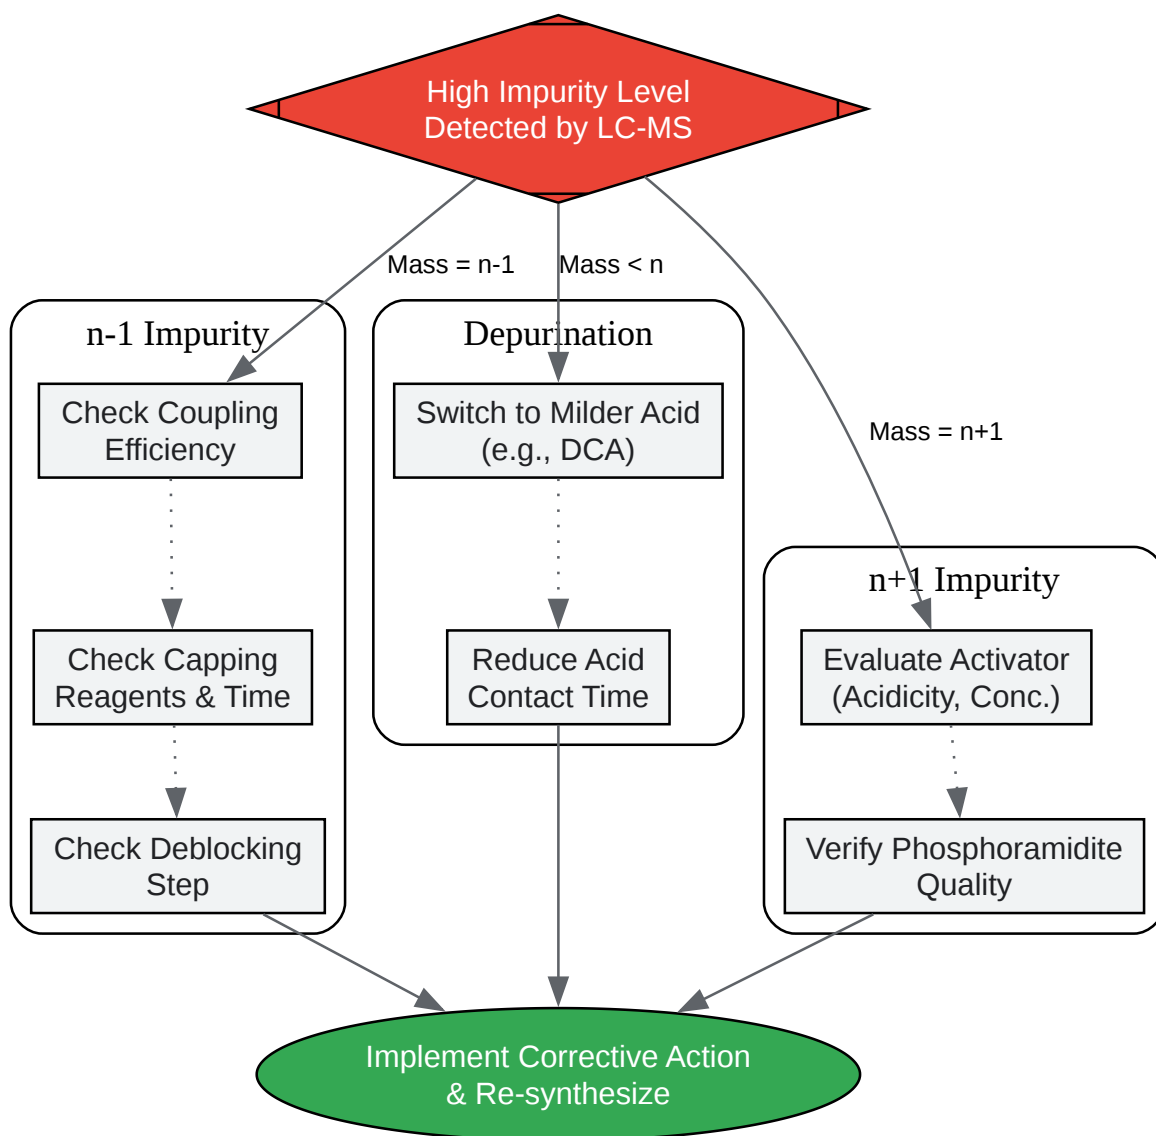 High Impurity Level
Detected by LC-MS
Mass = n-1
Mass < n
Mass = n+1
n-1 Impurity
Check Coupling
Efficiency
Check Capping
Reagents & Time
Check Deblocking
Step
Depurination
Switch to Milder Acid
(e.g., DCA)
Reduce Acid
Contact Time
n+1 Impurity
Evaluate Activator
(Acidicity, Conc.)
Verify Phosphoramidite
Quality
Implement Corrective Action
& Re-synthesize